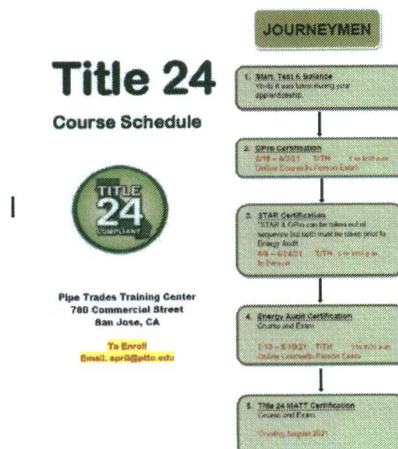 JOURNEYMEN
Title 24
Course Schedule
TITLE
24
COMPLIANT
Pipe Trades Training Center
780 Commercial Street
San Jose, CA
To Enroll
Email. april@pttc.edu
1. Start, Test & Balance
apprenticeship.
2. GPro Certification
T/TH
Online Course/In-Person Exam
3. STAR Certification
*STAR & GPro can be taken out of
sequence but both must be taken prior to
Energy Audit
T/TH
In Person
4. Energy Audit Certification
Course and Exam
T/TH
Online Course/In-Person Exam
5. Title 24 MATT Certification
Course and Exam
Coming August 2021